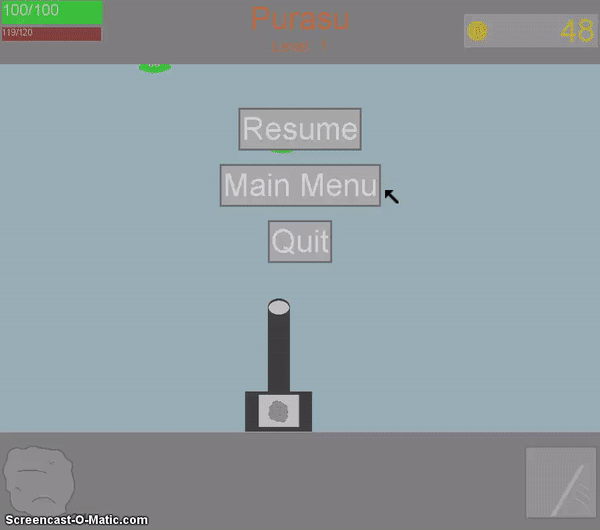 100/100
Purasu
48
119/120
Resume
Main Menu
Quit
Screencast-O-Matic.com